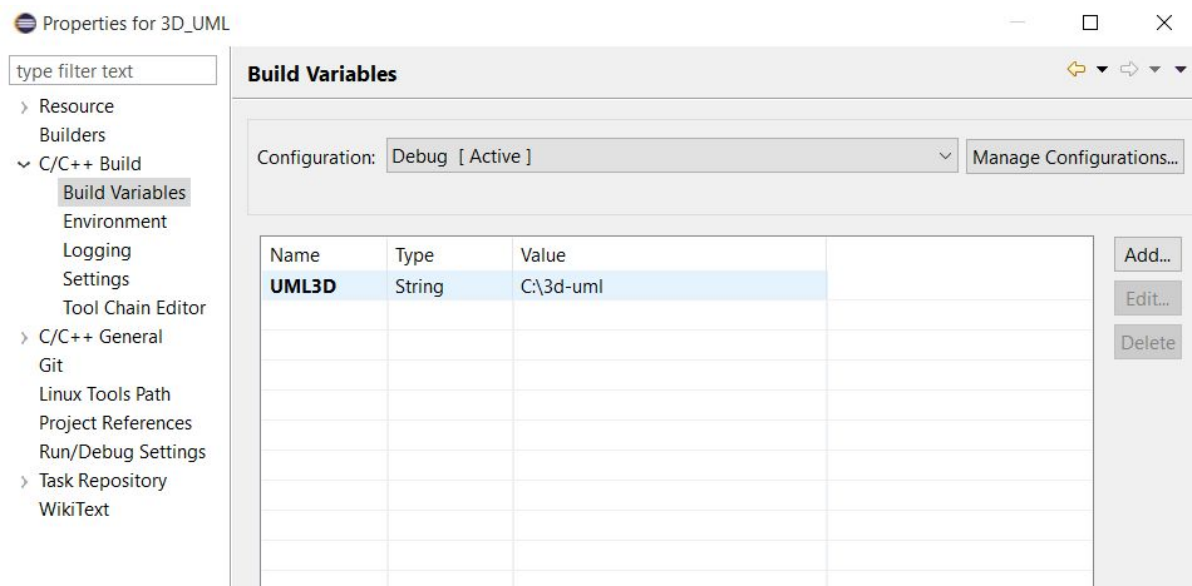 Properties for 3D_UML
type filter text
Resource
Builders
C/C++ Build
Build Variables
Environment
Logging
Settings
Tool Chain Editor
C/C++ General
Git
Linux Tools Path
Project References
Run/Debug Settings
Task Repository
WikiText
Build Variables
Configuration: Debug [ Active ] Manage Configurations...
Name Type Value
UML3D String C:\3d-uml
Add...
Edit...
Delete